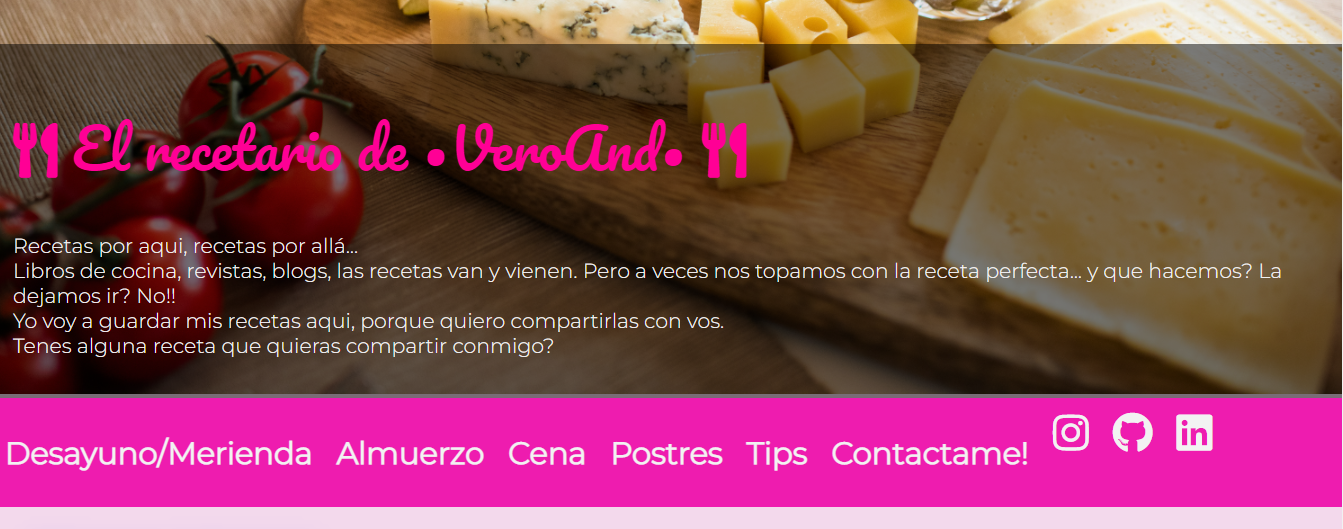 El recetario de •VeroAnd•
Recetas por aqui, recetas por allá...
Libros de cocina, revistas, blogs, las recetas van y vienen. Pero a veces nos topamos con la receta perfecta... y que hacemos? La
dejamos ir? No!!
Yo voy a guardar mis recetas aqui, porque quiero compartirlas con vos.
Tenes alguna receta que quieras compartir conmigo?
Desayuno/Merienda Almuerzo Cena Postres Tips Contactame!